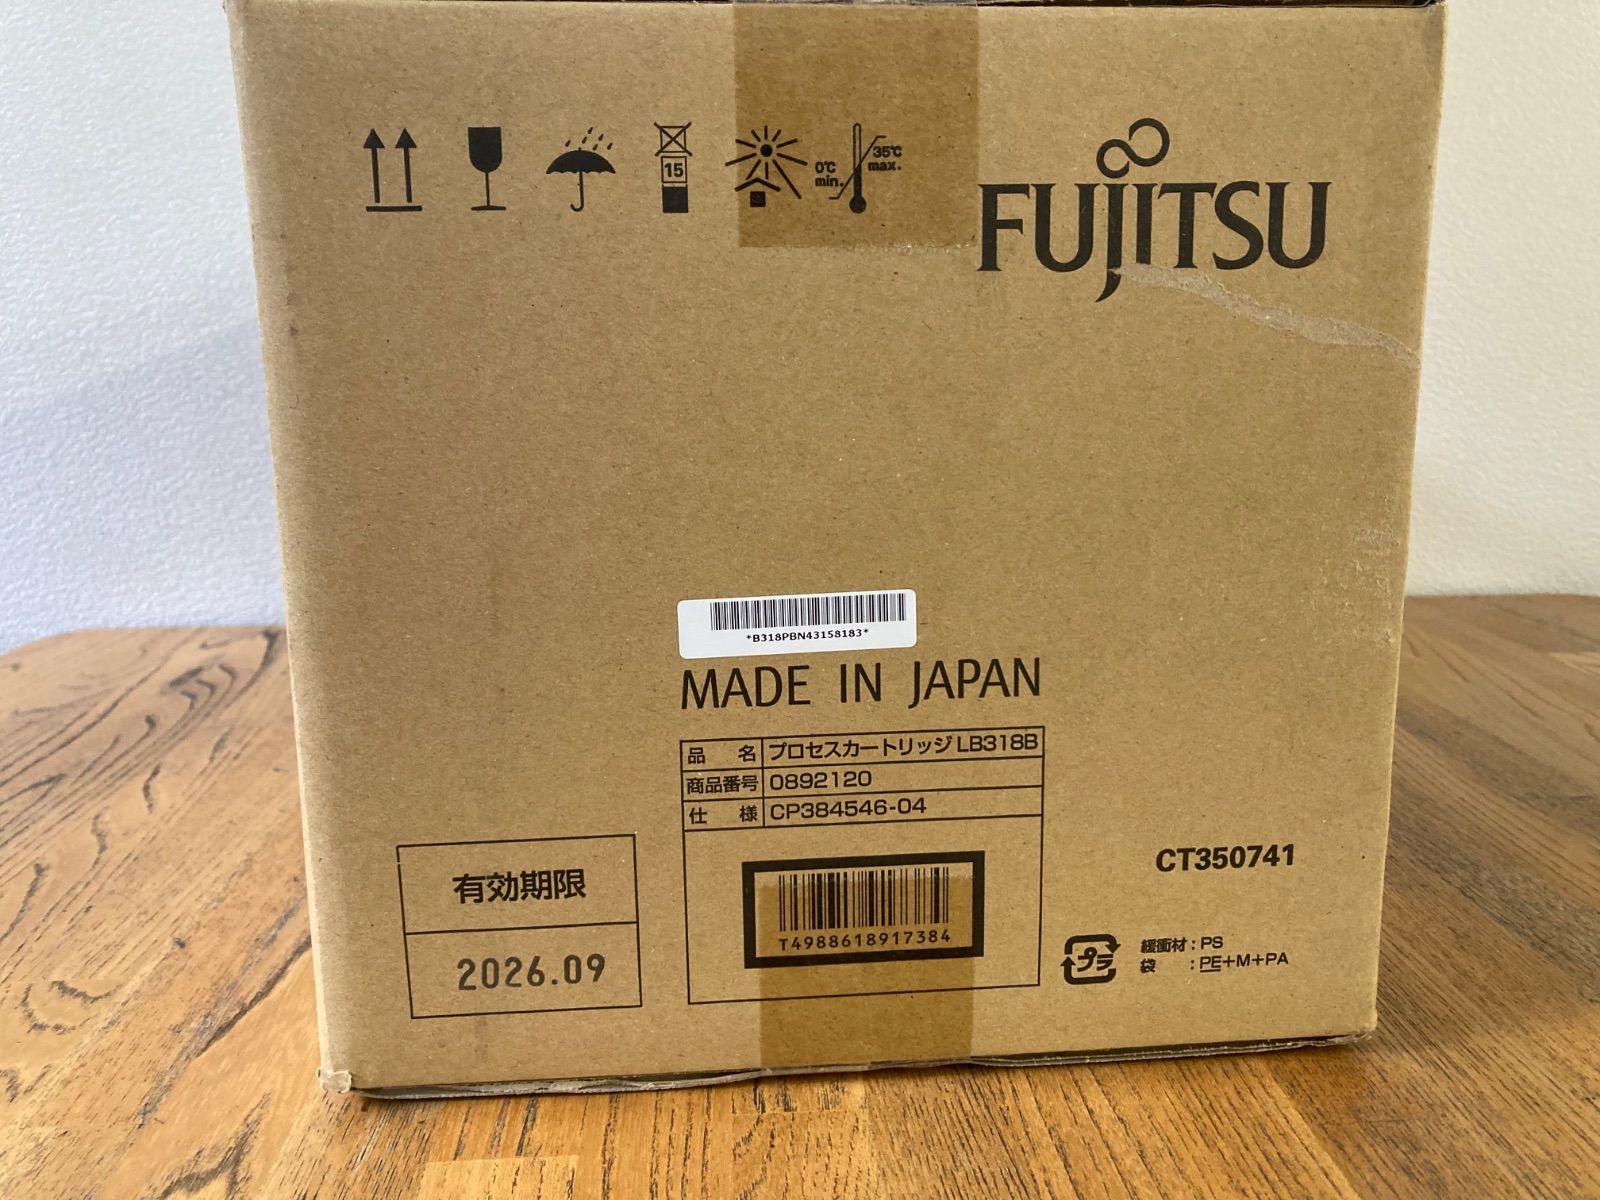 15
0℃
min.
35℃
max.
FUJITSU
*B318PBN43158183*
MADE IN JAPAN
品 名 プロセスカートリッジ LB318B
商品番号 0892120
仕 様 CP384546-04
有効期限
2026.09
T4988618917384
CT350741
プラ
緩衝材：PS
袋 ：PE+M+PA